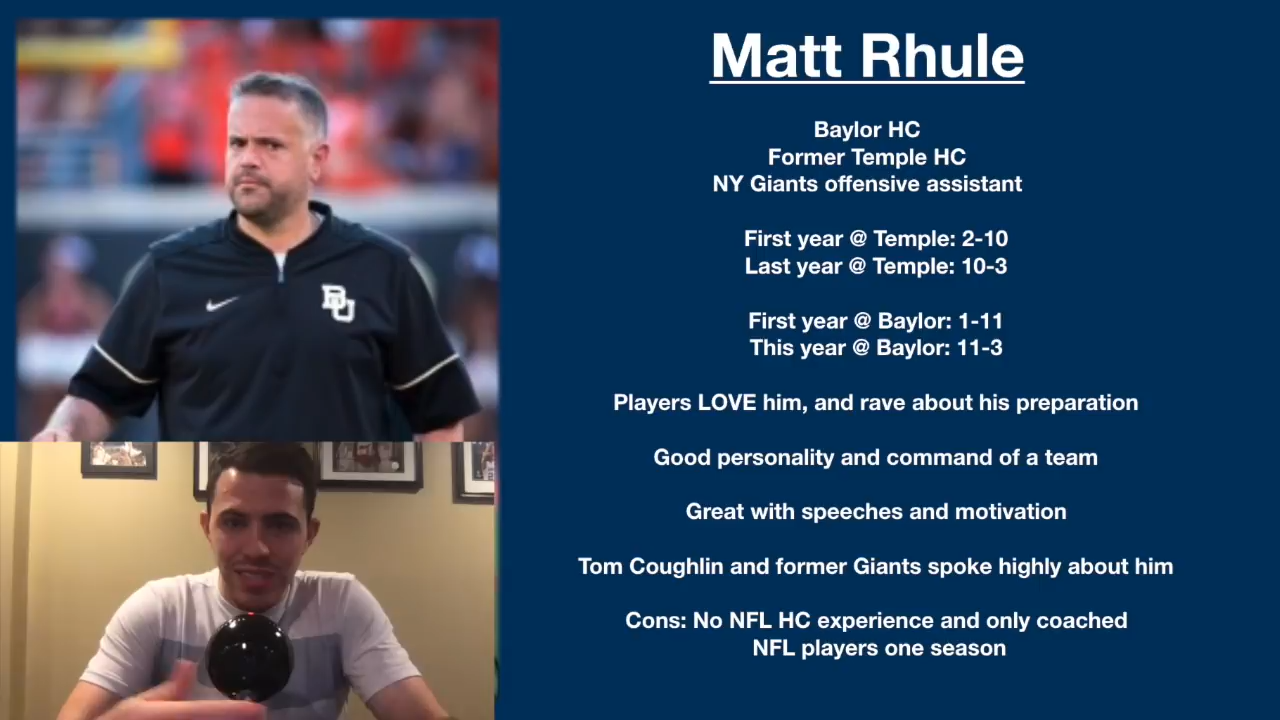 Matt Rhule
Baylor HC
Former Temple HC
NY Giants offensive assistant
First year @ Temple: 2-10
Last year @ Temple: 10-3
First year @ Baylor: 1-11
This year @ Baylor: 11-3
Players LOVE him, and rave about his preparation
Good personality and command of a team
Great with speeches and motivation
Tom Coughlin and former Giants spoke highly about him
Cons: No NFL HC experience and only coached
NFL players one season
BU